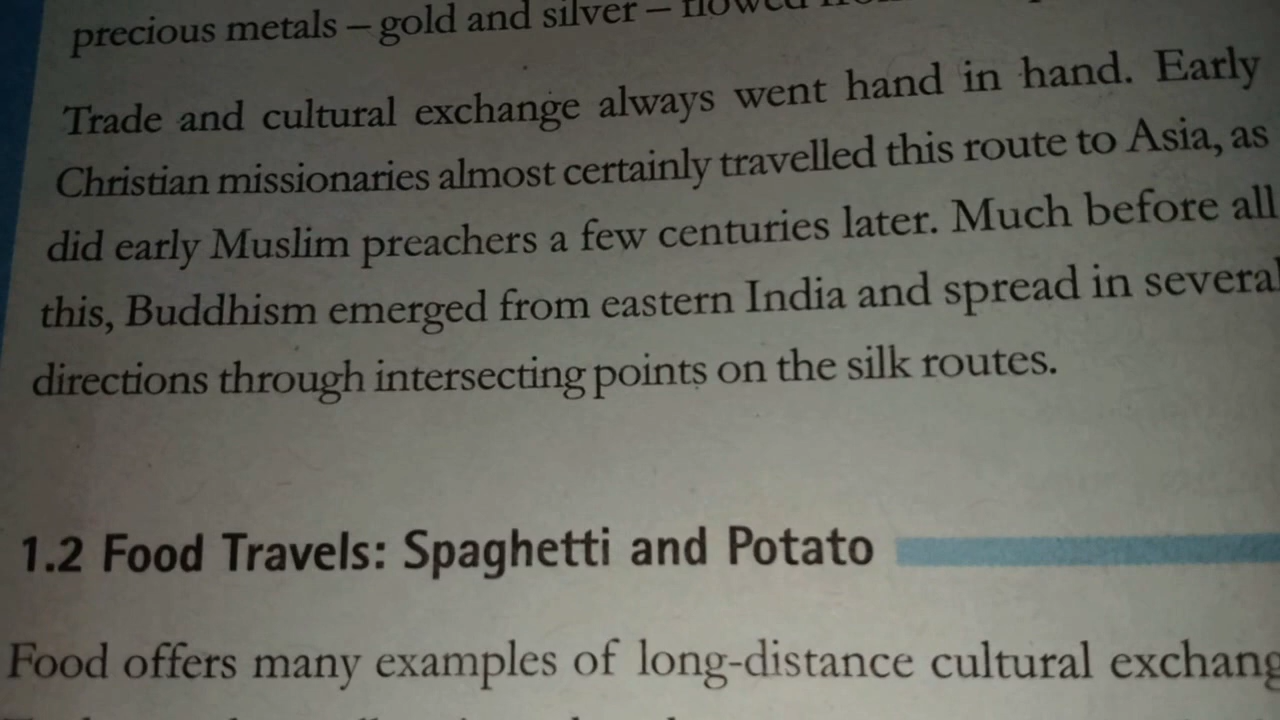 precious metals – gold and silver – flowed
Trade and cultural exchange always went hand in hand. Early
Christian missionaries almost certainly travelled this route to Asia, as
did early Muslim preachers a few centuries later. Much before all
this, Buddhism emerged from eastern India and spread in several
directions through intersecting points on the silk routes.
1.2 Food Travels: Spaghetti and Potato
Food offers many examples of long-distance cultural exchang